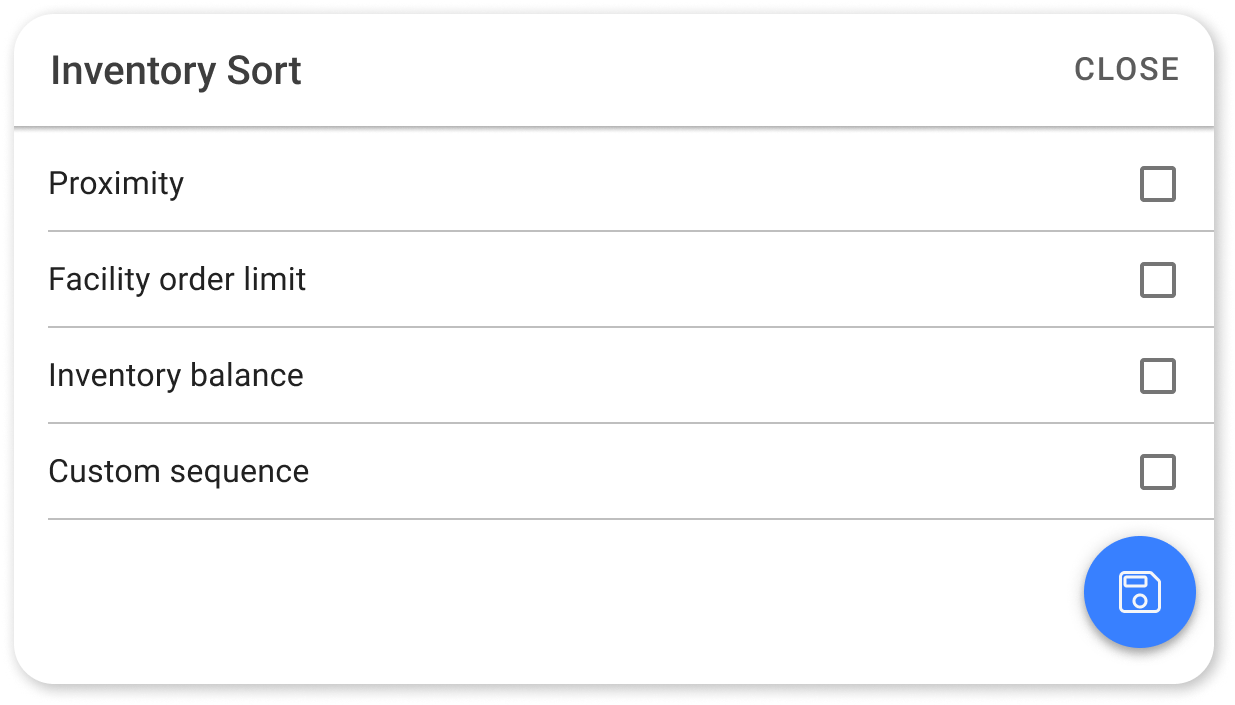 Inventory Sort
CLOSE
Proximity
Facility order limit
Inventory balance
Custom sequence